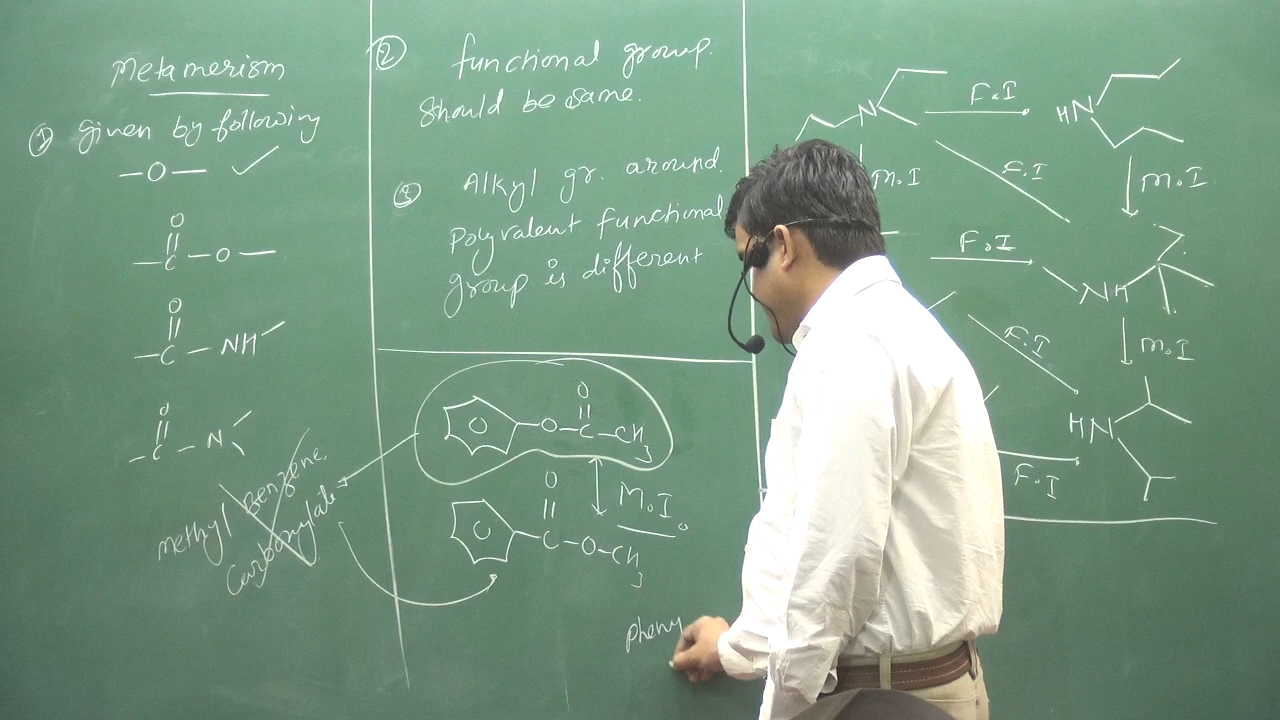 Metamerism
① Given by following
—O— ✓
O
—C—O—
O
—C—NH
O
—C—N
methyl Benzene
Carboxylate
② functional group.
should be same.
③ Alkyl gr. around
polyvalent functional
group is different
O
—O—C—CH3
M.I
O
C—O—CH3
pheny
N
F.I
HN
M.I
F.I
M.I
F.I
NH
F.I
M.I
HN
F.I